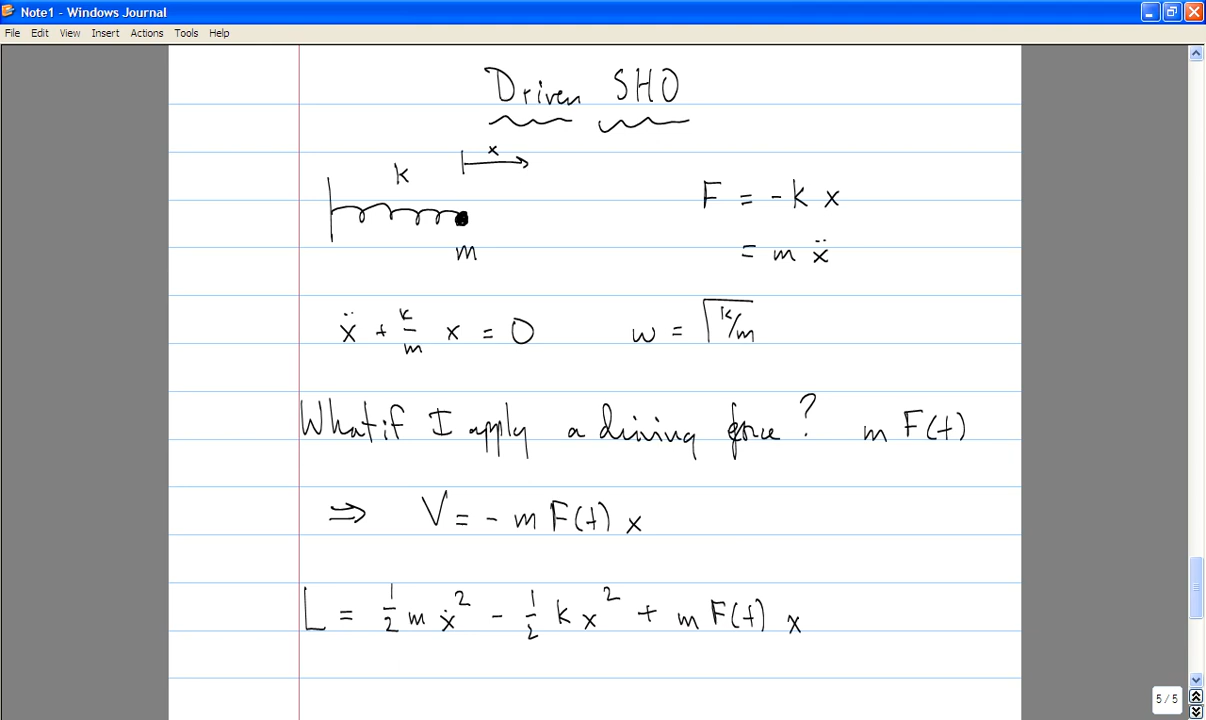 Note1 - Windows Journal
File Edit View Insert Actions Tools Help
Driven SHO
x
k
m
F = - k x
= m ẍ
ẍ + k/m x = 0 ω = √k/m
What if I apply a driving force? m F(t)
⇒ V = - m F(t) x
L = 1/2 m ẋ² - 1/2 k x² + m F(t) x
5 / 5